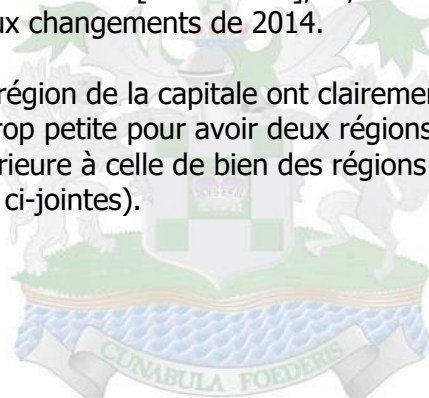 ux changements de 2014.
région de la capitale ont clairemen
rop petite pour avoir deux régions
rieure à celle de bien des régions
ci-jointes).
CUNABULA FOEDERIS